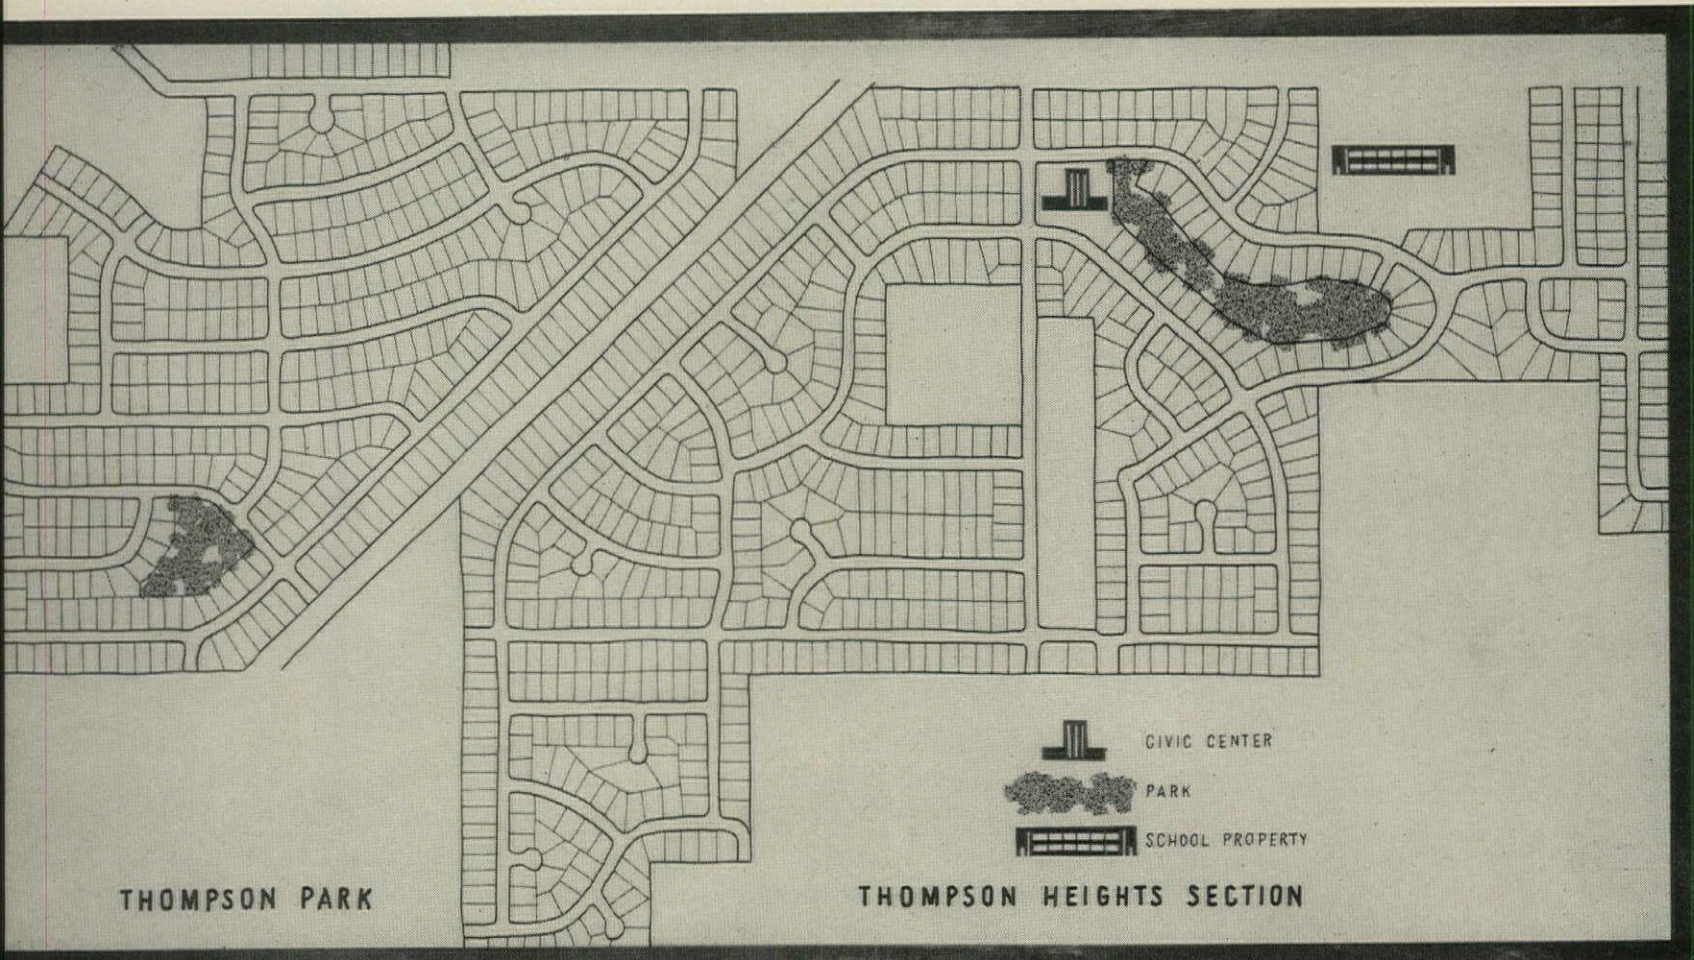 CIVIC CENTER
PARK
SCHOOL PROPERTY
THOMPSON PARK
THOMPSON HEIGHTS SECTION